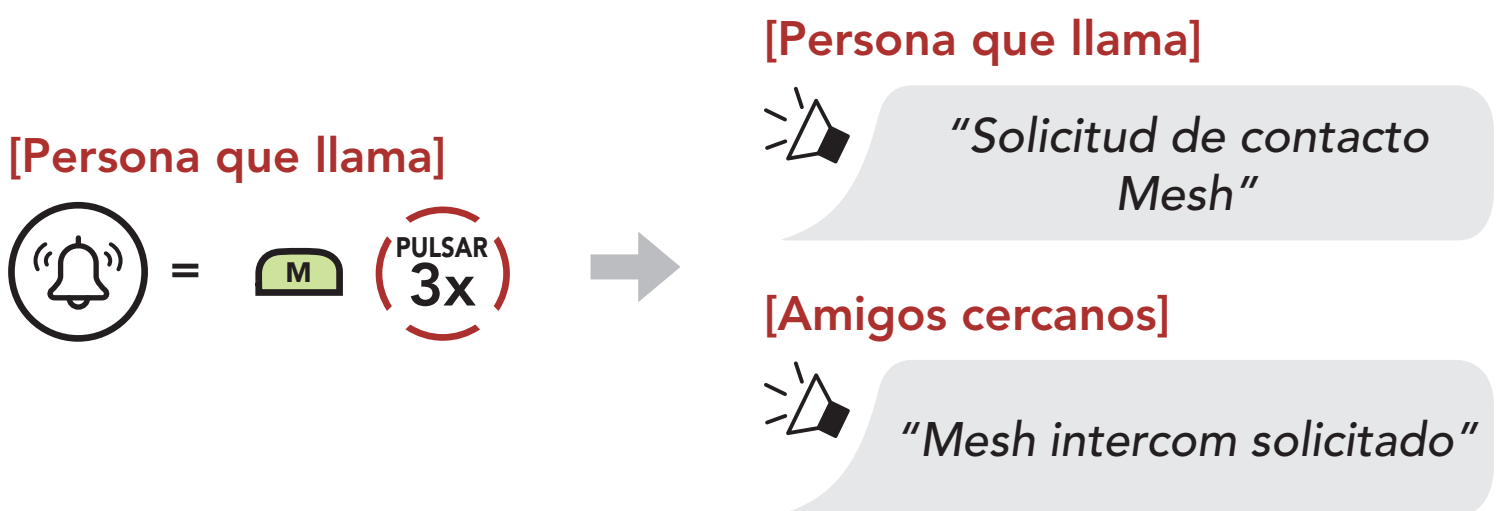 [Persona que llama]
=
M
PULSAR
3x
[Persona que llama]
“Solicitud de contacto
Mesh”
[Amigos cercanos]
“Mesh intercom solicitado”